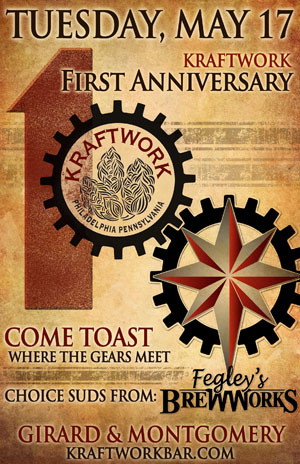 TUESDAY, MAY 17
KRAFTWORK
FIRST ANNIVERSARY
1
KRAFTWORK
PHILADELPHIA PENNSYLVANIA
COME TOAST
WHERE THE GEARS MEET
CHOICE SUDS FROM: Fegley's
BREWWORKS
GIRARD & MONTGOMERY
KRAFTWORKBAR.COM